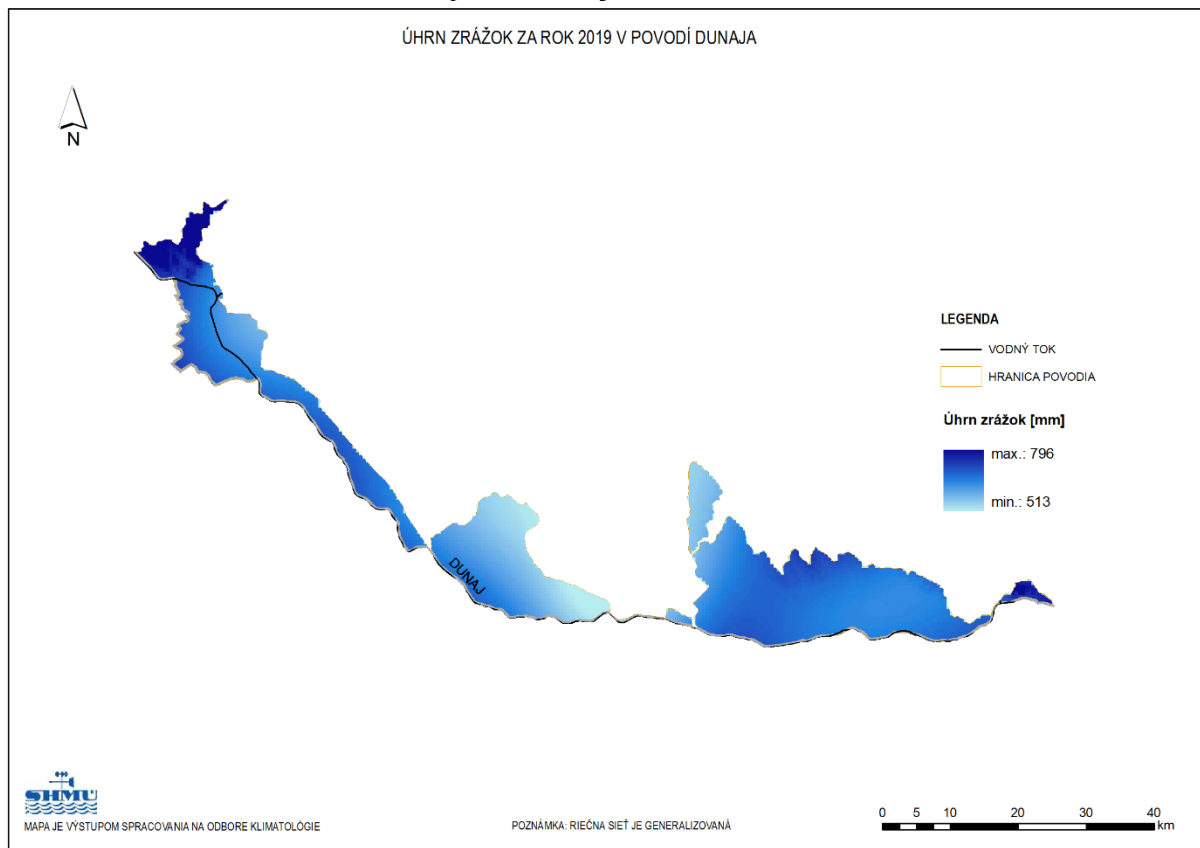 ÚHRN ZRÁŽOK ZA ROK 2019 V POVODÍ DUNAJA
N
LEGENDA
VODNÝ TOK
HRANICA POVODIA
Úhrn zrážok [mm]
max.: 796
min.: 513
DUNAJ
SHMÚ
MAPA JE VÝSTUPOM SPRACOVANIA NA ODBORE KLIMATOLÓGIE
POZNÁMKA: RIEČNA SIEŤ JE GENERALIZOVANÁ
0 5 10 20 30 40
km